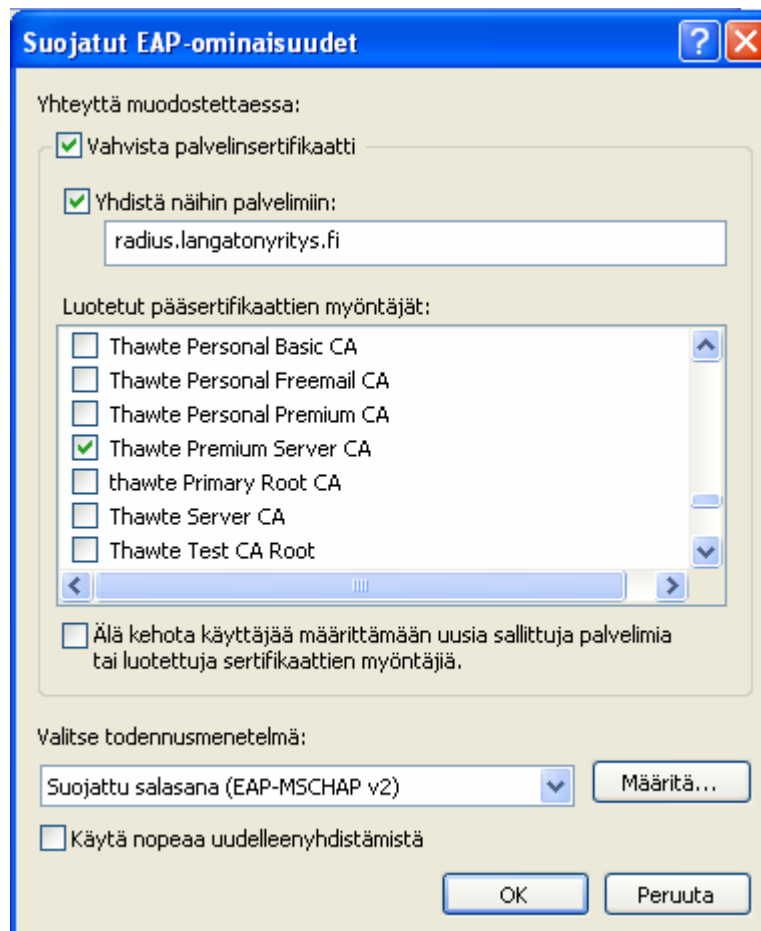 Suojatut EAP-ominaisuudet
Yhteyttä muodostettaessa:
Vahvista palvelinsertifikaatti
Yhdistä näihin palvelimiin:
radius.langatonyritys.fi
Luotetut pääsertifikaattien myöntäjät:
Thawte Personal Basic CA
Thawte Personal Freemail CA
Thawte Personal Premium CA
Thawte Premium Server CA
thawte Primary Root CA
Thawte Server CA
Thawte Test CA Root
Älä kehota käyttäjää määrittämään uusia sallittuja palvelimia
tai luotettuja sertifikaattien myöntäjiä.
Valitse todennusmenetelmä:
Suojattu salasana (EAP-MSCHAP v2)
Määritä...
Käytä nopeaa uudelleenyhdistämistä
OK
Peruuta